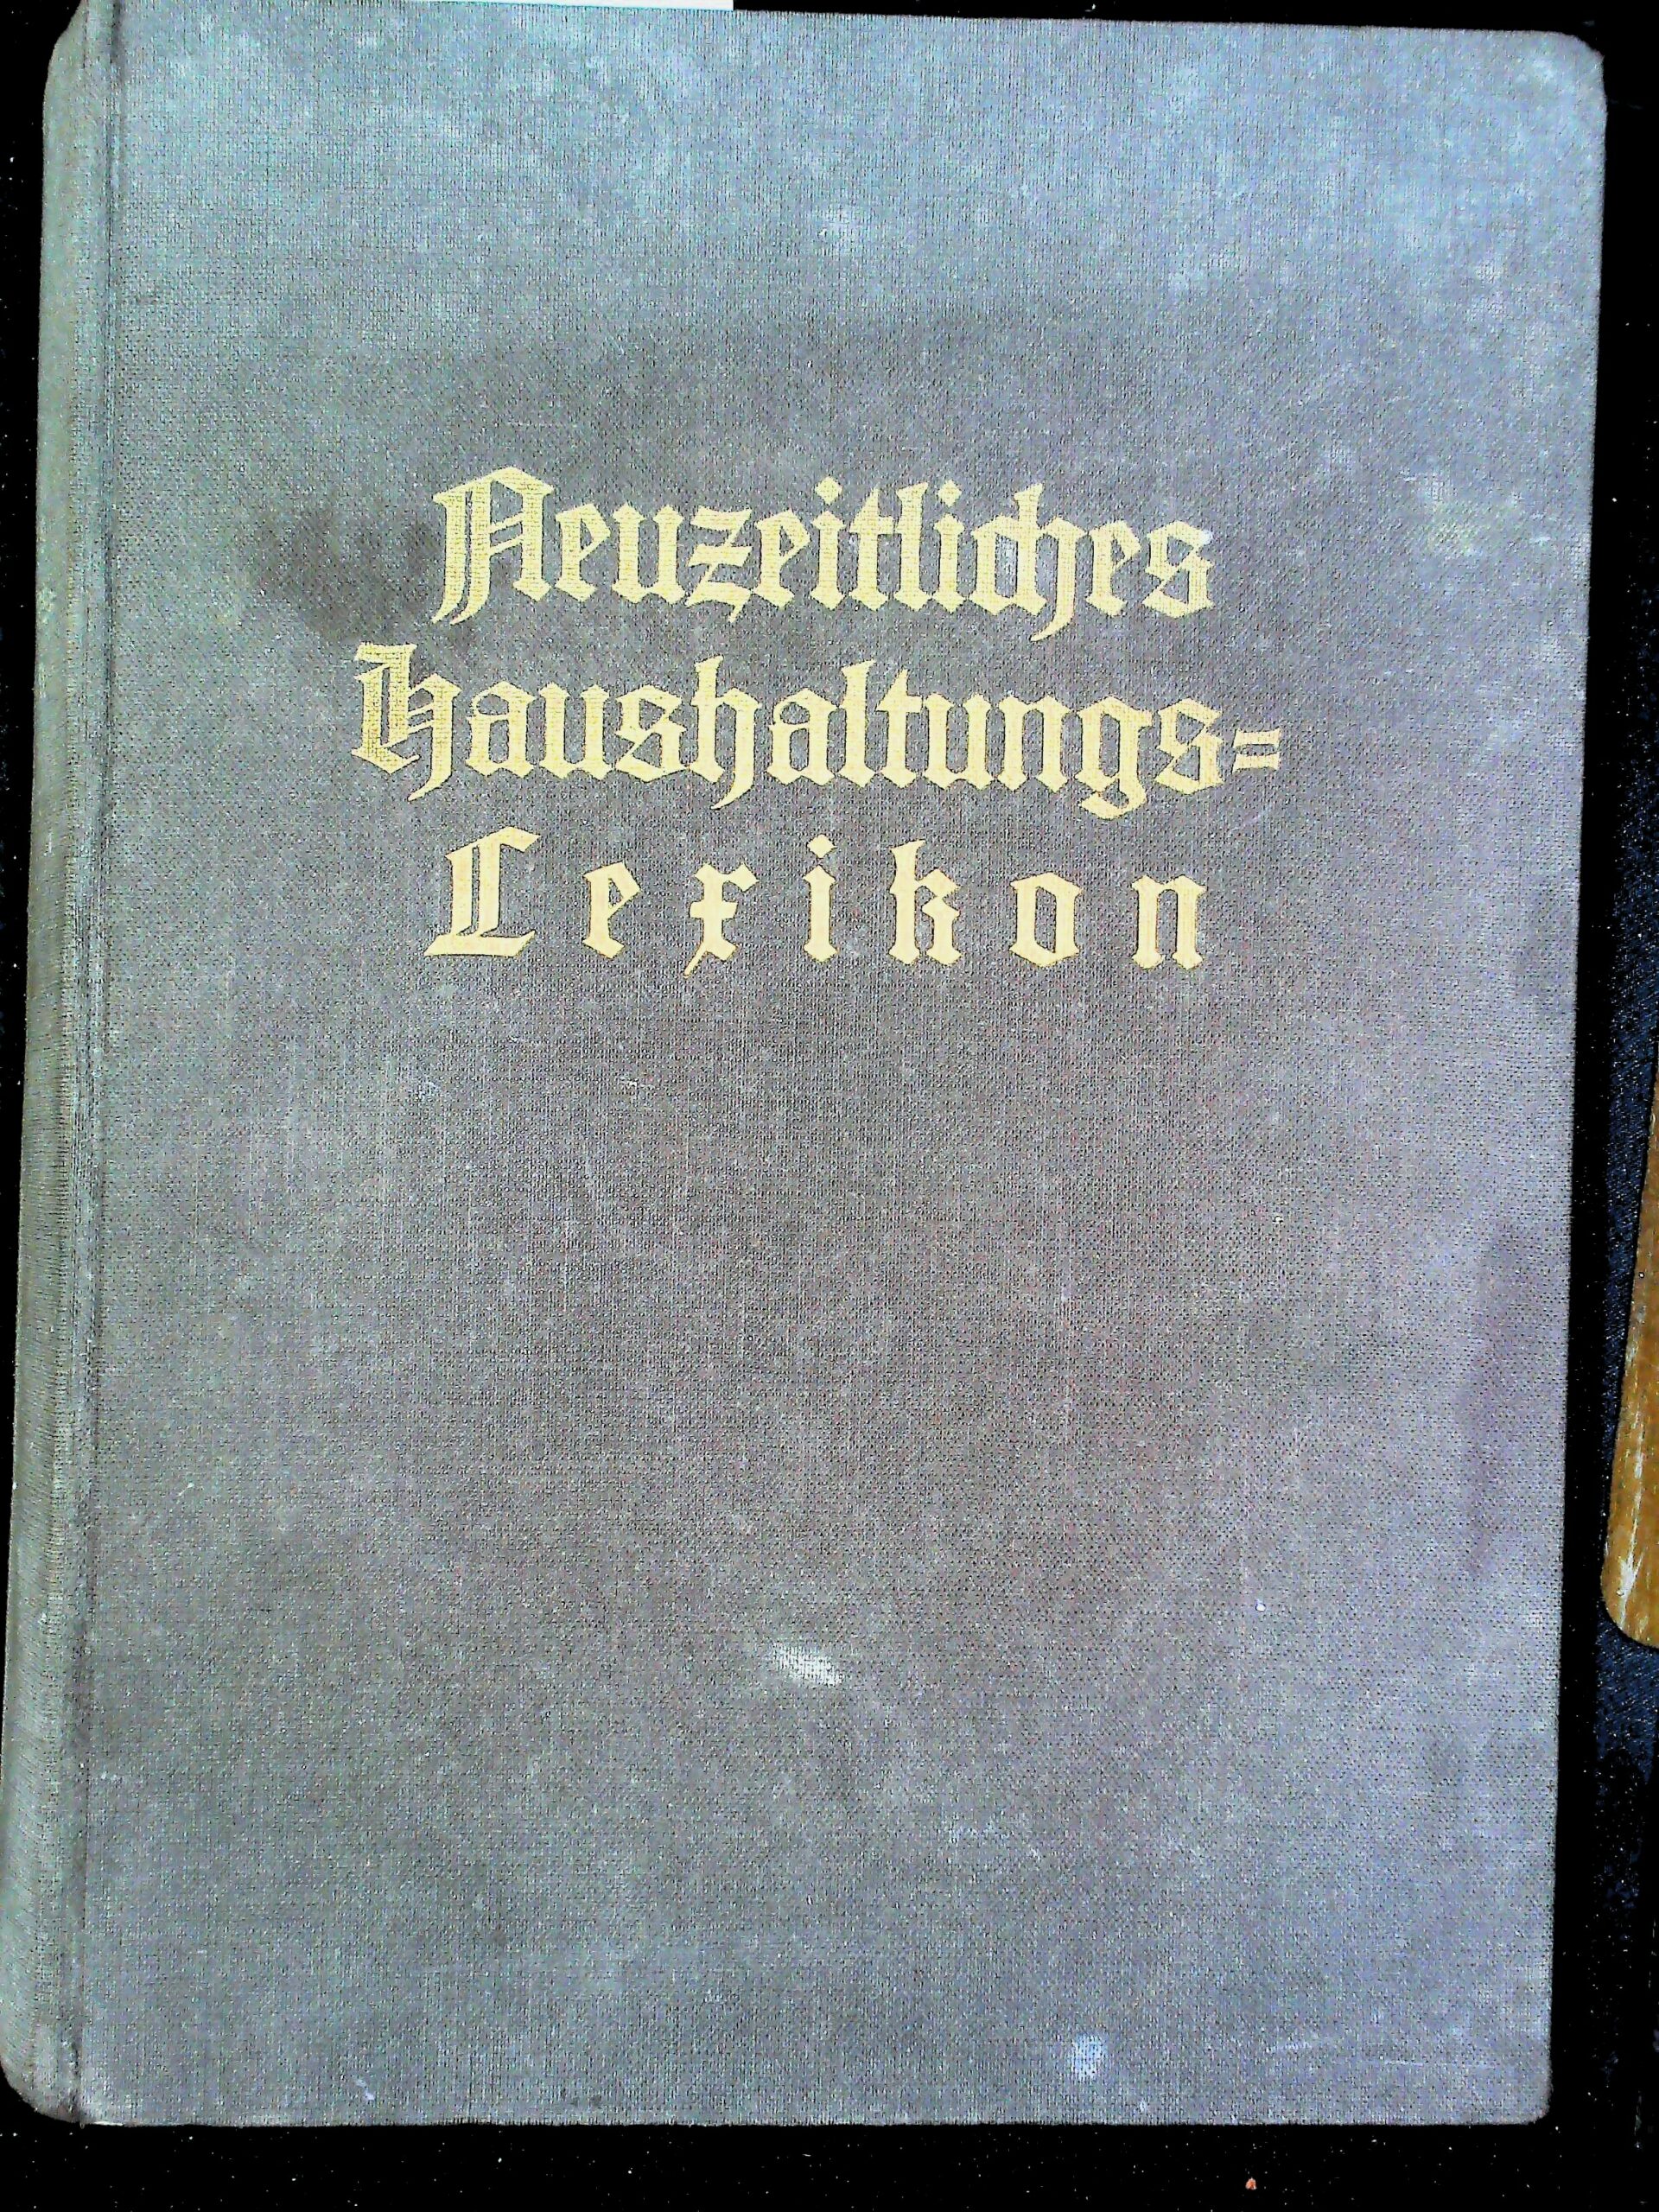 Neuzeitliches
Haushaltungs=
Lexikon